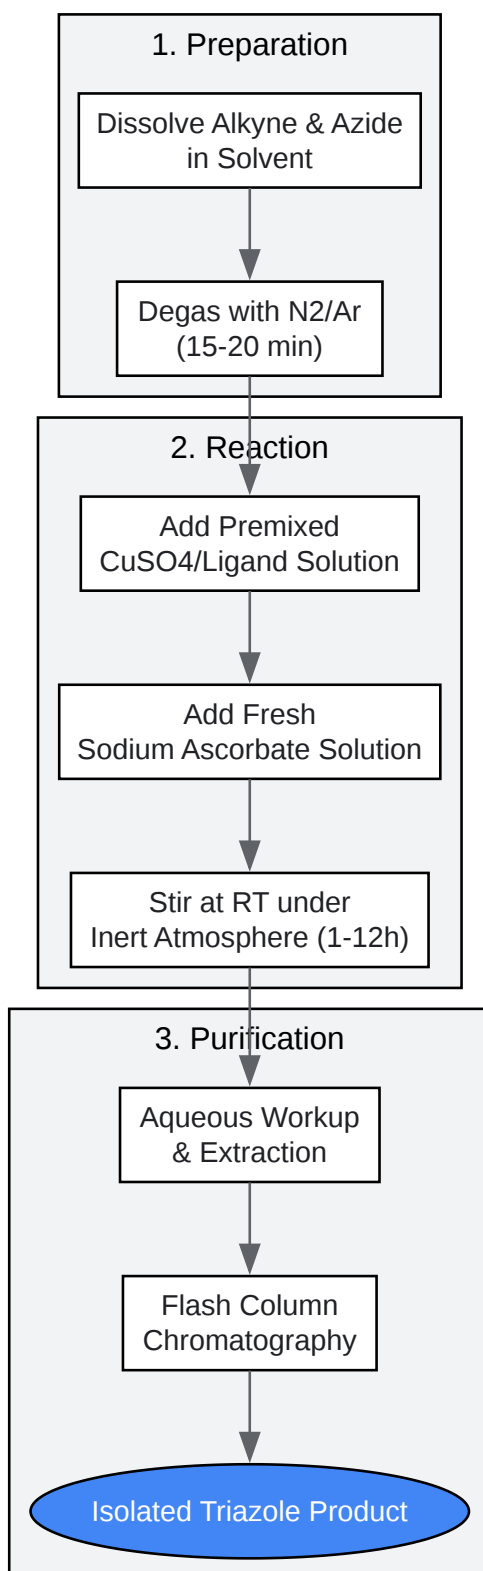 1. Preparation
Dissolve Alkyne & Azide
in Solvent
Degas with N2/Ar
(15-20 min)
2. Reaction
Add Premixed
CuSO4/Ligand Solution
Add Fresh
Sodium Ascorbate Solution
Stir at RT under
Inert Atmosphere (1-12h)
3. Purification
Aqueous Workup
& Extraction
Flash Column
Chromatography
Isolated Triazole Product